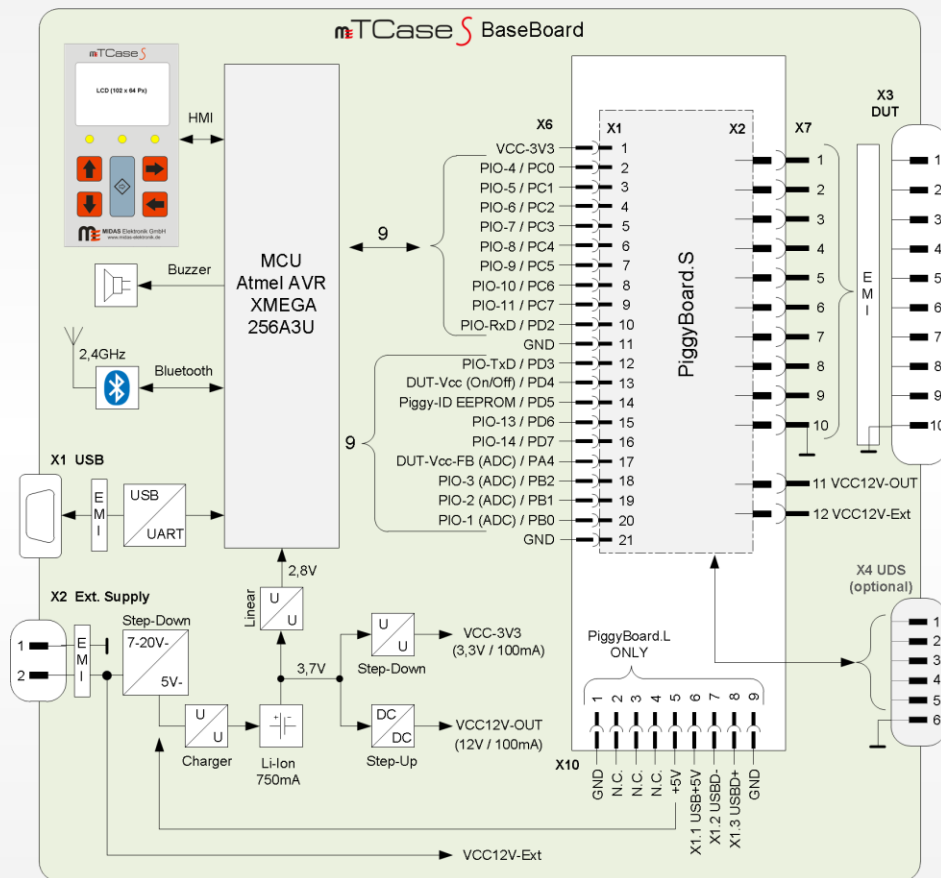 mTCase S BaseBoard
mTCase S
LCD (102 x 64 Px)
MIDAS Elektronik GmbH
www.midas-elektronik.de
HMI
Buzzer
2,4GHz
Bluetooth
MCU
Atmel AVR
XMEGA
256A3U
X1 USB
EMI
USB
UART
X2 Ext. Supply
1
2
EMI
Step-Down
7-20V-
5V-
U
U
Charger
Li-Ion
750mA
Linear
U
U
2,8V
3,7V
U
U
Step-Down
VCC-3V3
(3,3V / 100mA)
DC
DC
Step-Up
VCC12V-OUT
(12V / 100mA)
VCC12V-Ext
9
9
X6
VCC-3V3
PIO-4 / PC0
PIO-5 / PC1
PIO-6 / PC2
PIO-7 / PC3
PIO-8 / PC4
PIO-9 / PC5
PIO-10 / PC6
PIO-11 / PC7
PIO-RxD / PD2
GND
PIO-TxD / PD3
DUT-Vcc (On/Off) / PD4
Piggy-ID EEPROM / PD5
PIO-13 / PD6
PIO-14 / PD7
DUT-Vcc-FB (ADC) / PA4
PIO-3 (ADC) / PB2
PIO-2 (ADC) / PB1
PIO-1 (ADC) / PB0
GND
X1
1
2
3
4
5
6
7
8
9
10
11
12
13
14
15
16
17
18
19
20
21
PiggyBoard.S
X2
X7
1
2
3
4
5
6
7
8
9
10
11 VCC12V-OUT
12 VCC12V-Ext
EMI
X3
DUT
1
2
3
4
5
6
7
8
9
10
X4 UDS
(optional)
1
2
3
4
5
6
PiggyBoard.L
ONLY
1
2
3
4
5
6
7
8
9
X10
GND
N.C.
N.C.
N.C.
+5V
X1.1 USB+5V
X1.2 USBD-
X1.3 USBD+
GND